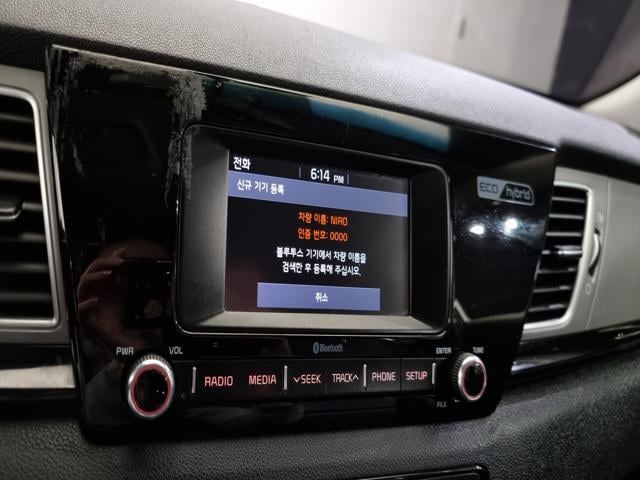 전화
6:14 PM
신규 기기 등록
차량 이름: NIRO
인증 번호: 0000
블루투스 기기에서 차량 이름을
검색한 후 등록해 주십시오.
취소
ECO hybrid
Bluetooth
PWR VOL
ENTER TUNE
RADIO MEDIA ∨SEEK TRACK∧ PHONE SETUP
FILE